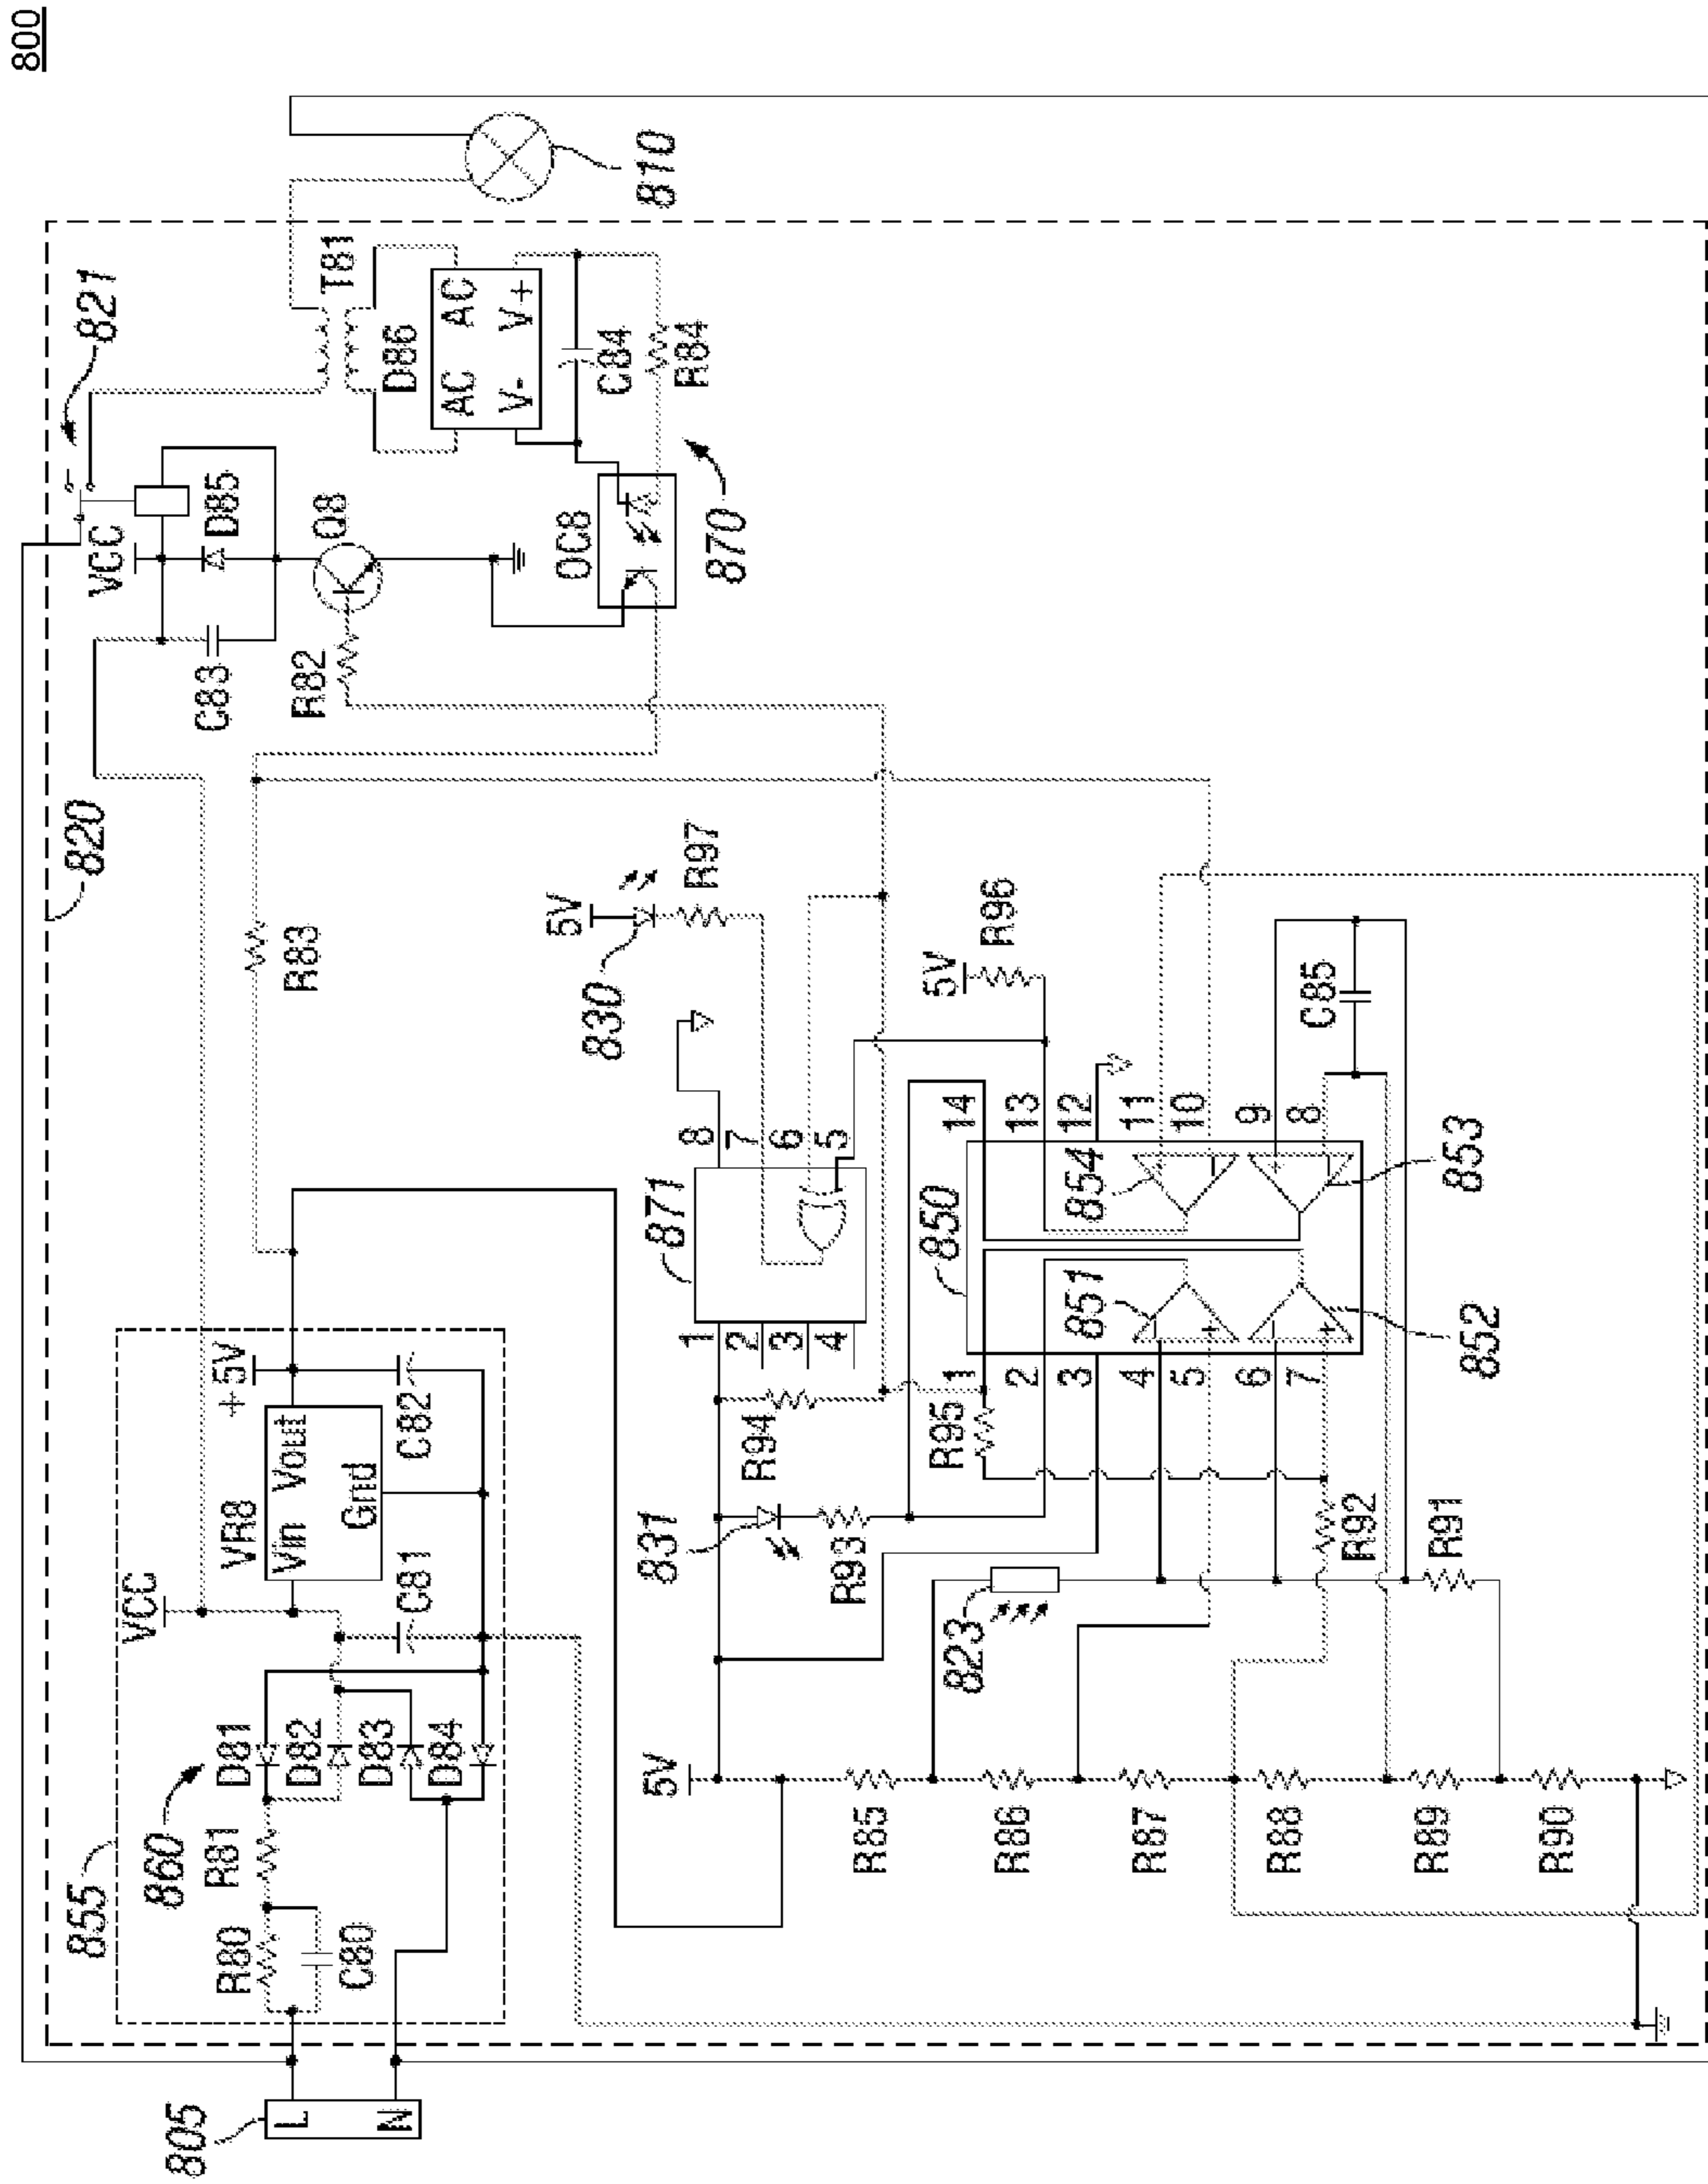 800
805
L
N
855
R80
C80
R81
860
D81
D82
D83
D84
VCC
VR8
Vin Vout
Gnd
C81
C82
+5V
820
R83
C83
VCC
D85
821
Q8
R82
OC8
870
T81
D86
AC AC
V- V+
C84
R84
810
5V
R85
R86
R87
R88
R89
R90
823
831
R93
R94
R95
R92
R91
871
1
2
3
4
5
6
7
8
830
5V
R97
5V
R96
850
1
2
3
4
5
6
7
8
9
10
11
12
13
14
851
852
853
854
C85